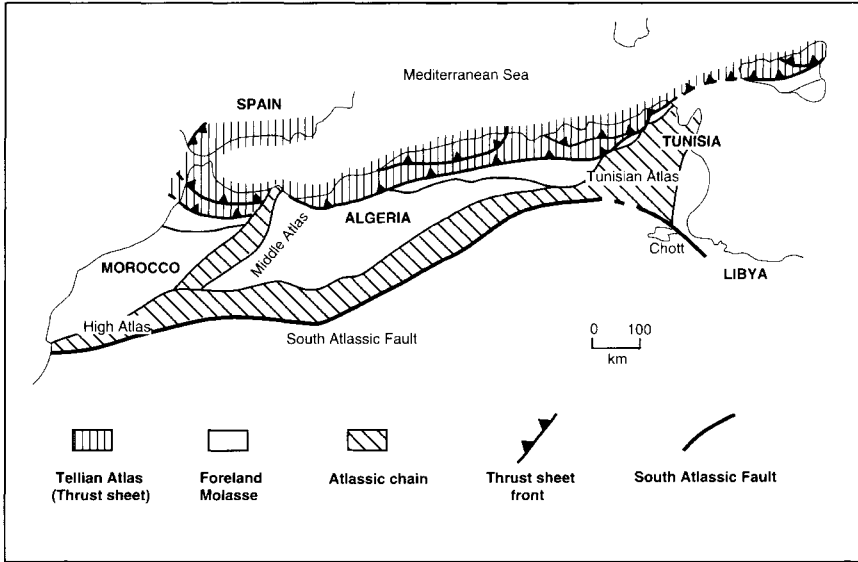 Mediterranean Sea
SPAIN
TUNISIA
Tunisian Atlas
ALGERIA
Middle Atlas
Chott
MOROCCO
LIBYA
High Atlas
South Atlassic Fault
0 100
km
Tellian Atlas
(Thrust sheet)
Foreland
Molasse
Atlassic chain
Thrust sheet
front
South Atlassic Fault